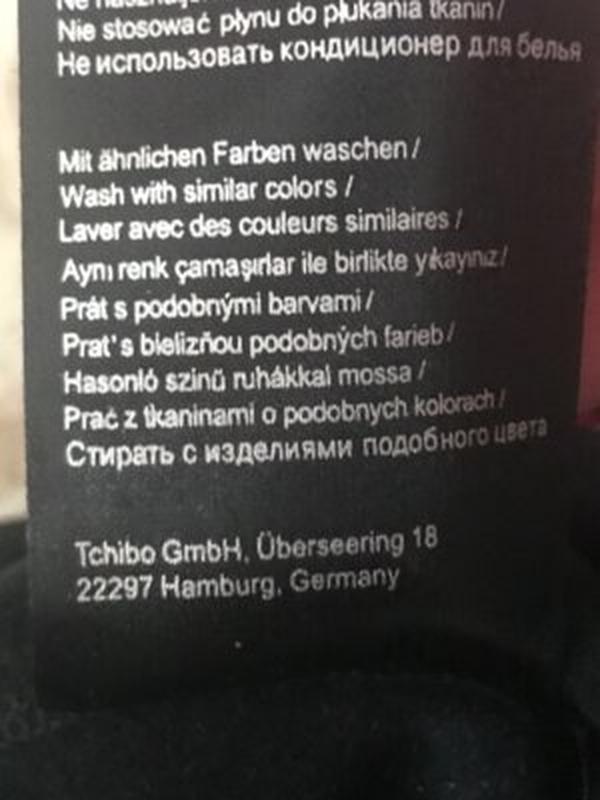 Nie stosować płynu do płukania tkanin/
Не использовать кондиционер для белья
Mit ähnlichen Farben waschen /
Wash with similar colors /
Laver avec des couleurs similaires /
Aynı renk çamaşırlar ile birlikte yıkayınız/
Prát s podobnými barvami /
Prat's bielizňou podobných farieb/
Hasonló szinű ruhákkal mossa /
Prać z tkaninami o podobnych kolorach /
Стирать с изделиями подобного цвета
Tchibo GmbH, Überseering 18
22297 Hamburg, Germany